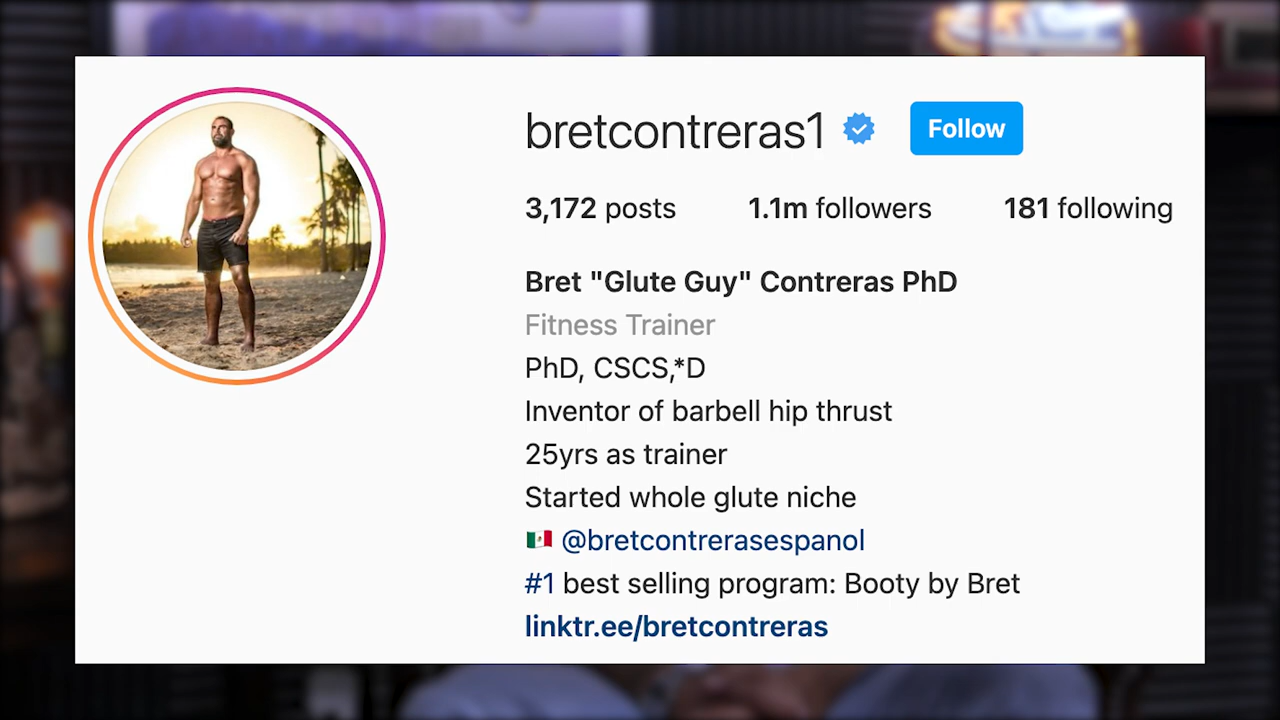 bretcontreras1 Follow
3,172 posts 1.1m followers 181 following
Bret "Glute Guy" Contreras PhD
Fitness Trainer
PhD, CSCS,*D
Inventor of barbell hip thrust
25yrs as trainer
Started whole glute niche
🇲🇽 @bretcontrerasespanol
#1 best selling program: Booty by Bret
linktr.ee/bretcontreras